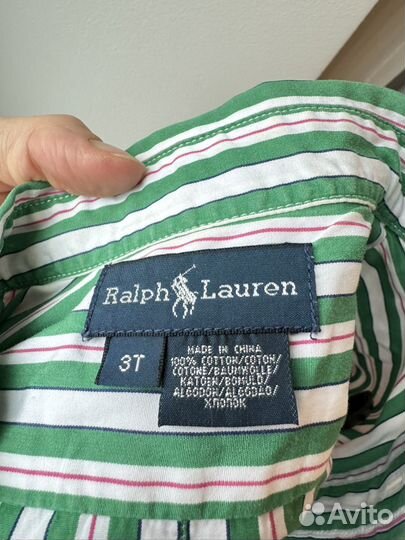 Ralph Lauren
3T
MADE IN CHINA
100% COTTON/COTON/
COTONE/BAUMWOLLE/
KATOEN/BOMULD/
ALGODÓN/ALGODÃO/
ХЛОПОК
Avito